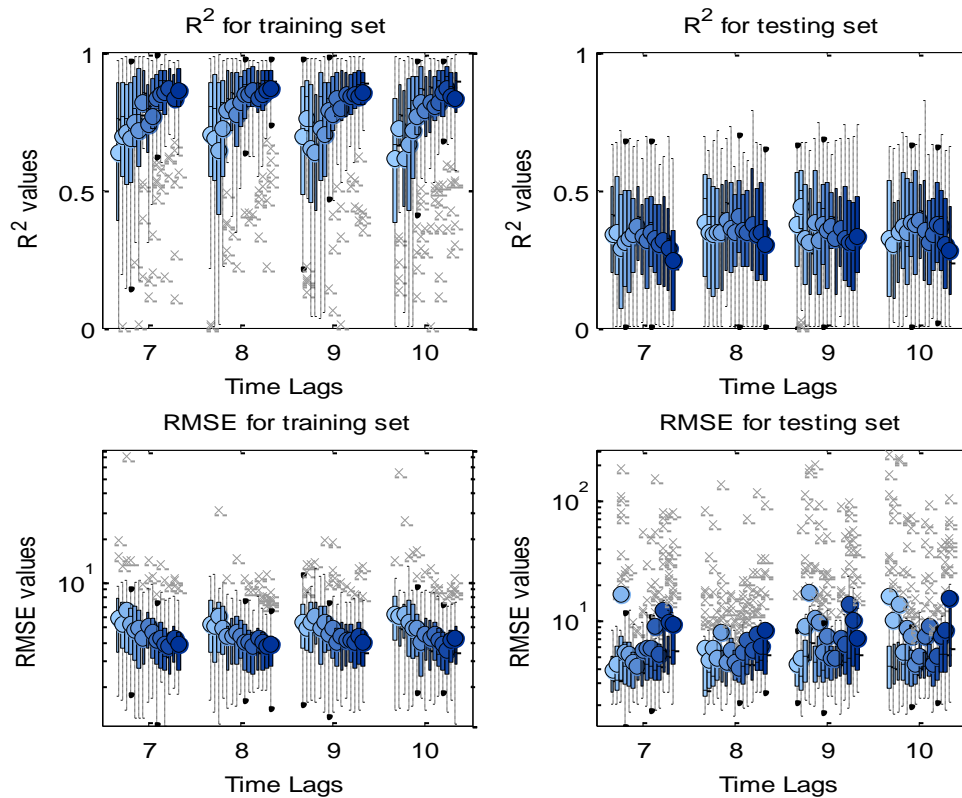 R² for training set
R² for testing set
1
0.5
0
R² values
7 8 9 10
Time Lags
1
0.5
0
R² values
7 8 9 10
Time Lags
RMSE for training set
RMSE for testing set
10¹
RMSE values
7 8 9 10
Time Lags
10²
10¹
RMSE values
7 8 9 10
Time Lags